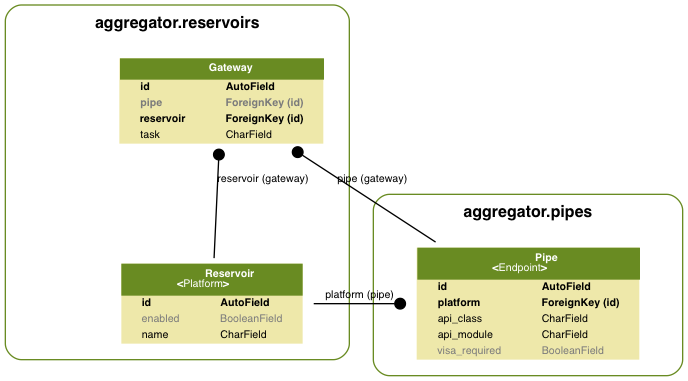 aggregator.reservoirs
Gateway
id AutoField
pipe ForeignKey (id)
reservoir ForeignKey (id)
task CharField
reservoir (gateway)
pipe (gateway)
aggregator.pipes
Reservoir
<Platform>
id AutoField
enabled BooleanField
name CharField
platform (pipe)
Pipe
<Endpoint>
id AutoField
platform ForeignKey (id)
api_class CharField
api_module CharField
visa_required BooleanField